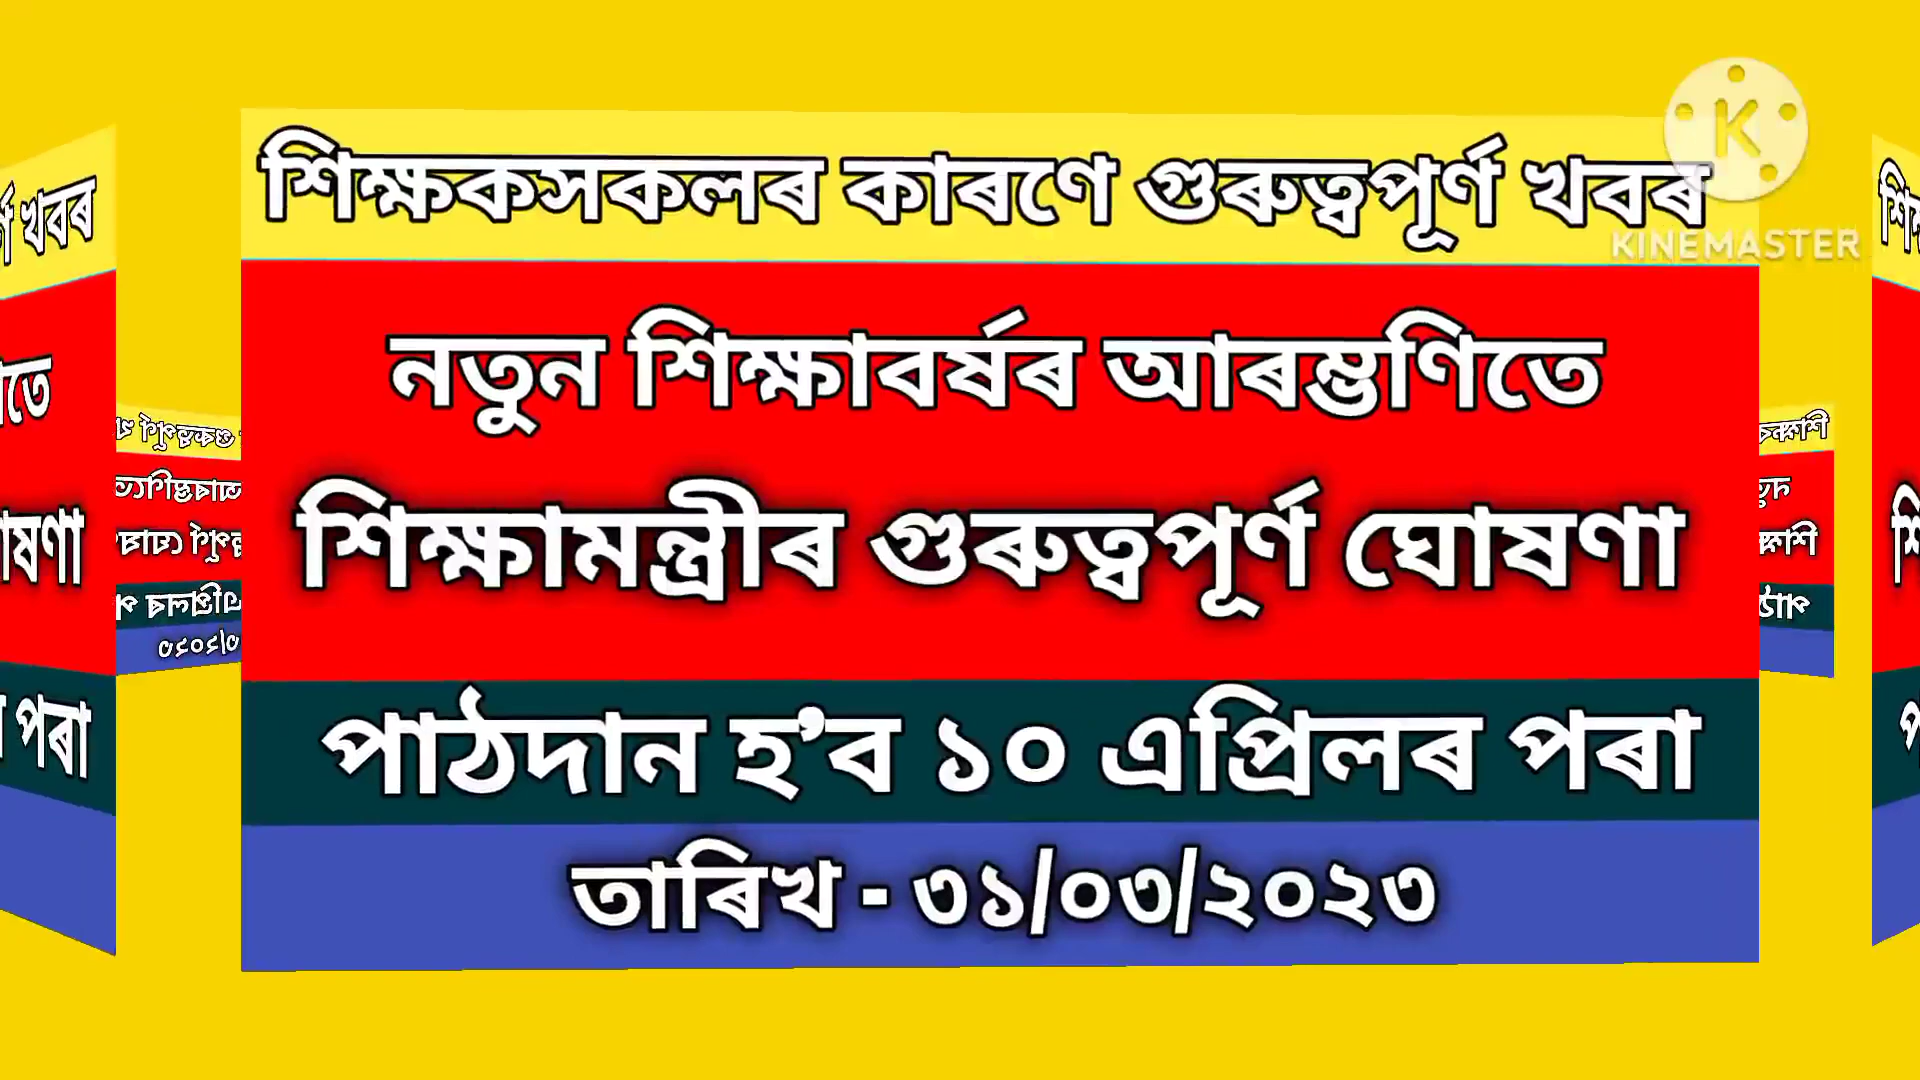 শিক্ষকসকলৰ কাৰণে গুৰুত্বপূৰ্ণ খবৰ
KINEMASTER
নতুন শিক্ষাবৰ্ষৰ আৰম্ভণিতে
শিক্ষামন্ত্ৰীৰ গুৰুত্বপূৰ্ণ ঘোষণা
পাঠদান হ’ব ১০ এপ্ৰিলৰ পৰা
তাৰিখ - ৩১/০৩/২০২৩